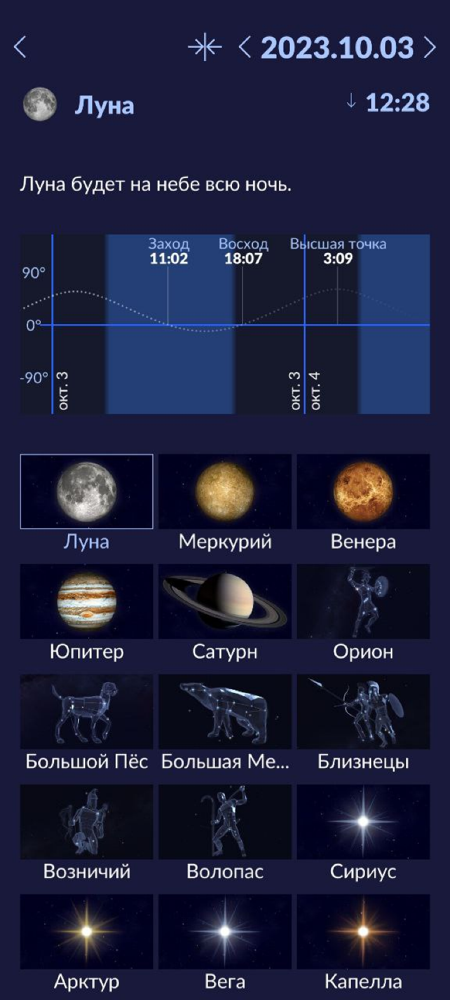 2023.10.03
Луна
↓ 12:28
Луна будет на небе всю ночь.
Заход Восход Высшая точка
11:02 18:07 3:09
90°
0°
-90°
окт. 3
окт. 3
окт. 4
Луна Меркурий Венера
Юпитер Сатурн Орион
Большой Пёс Большая Ме... Близнецы
Возничий Волопас Сириус
Арктур Вега Капелла